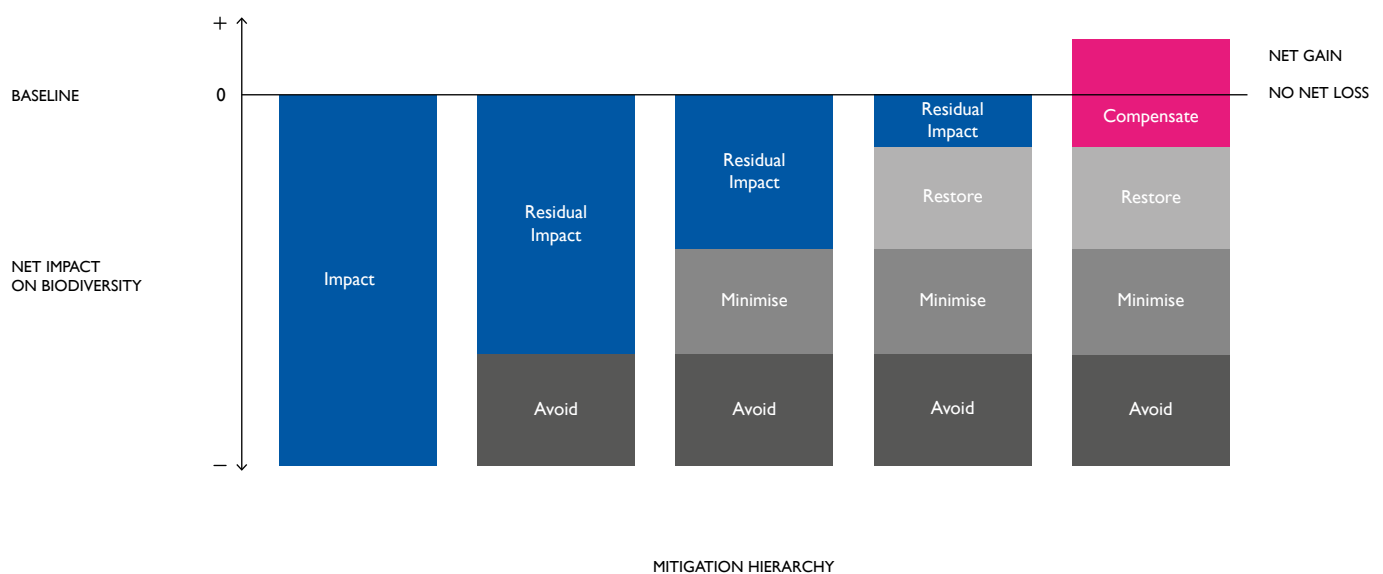 +
NET GAIN
BASELINE
0
NO NET LOSS
Residual
Impact
Compensate
Residual
Impact
Restore
Restore
Residual
Impact
NET IMPACT
ON BIODIVERSITY
Impact
Minimise
Minimise
Minimise
Avoid
Avoid
Avoid
Avoid
−
MITIGATION HIERARCHY